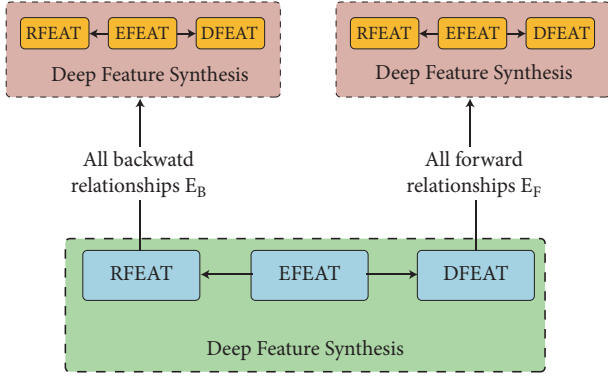 RFEAT EFEAT DFEAT
Deep Feature Synthesis
RFEAT EFEAT DFEAT
Deep Feature Synthesis
All backwatd
relationships E_B
All forward
relationships E_F
RFEAT EFEAT DFEAT
Deep Feature Synthesis